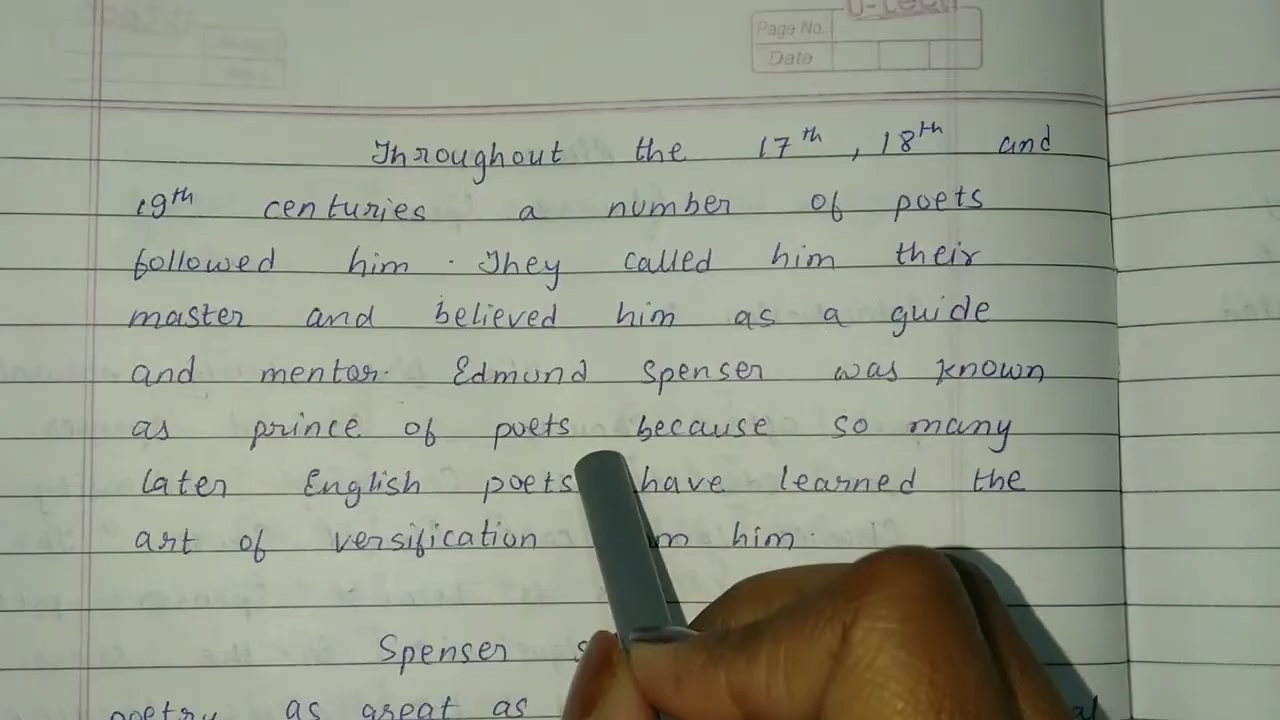 U-Tech
Page No.
Date
Throughout the 17th, 18th and
19th centuries a number of poets
followed him. They called him their
master and believed him as a guide
and mentor. Edmund Spenser was known
as prince of poets because so many
later English poets have learned the
art of versification him.
Spenser
poetry as great as